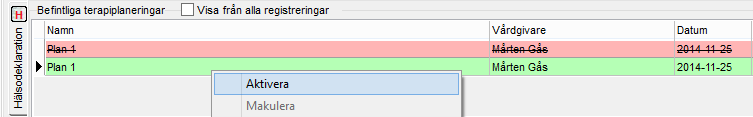 H
Hälsodeklaration
Befintliga terapiplaneringar Visa från alla registreringar
Namn Vårdgivare Datum
Plan 1 Mårten Gås 2014-11-25
Plan 1 Mårten Gås 2014-11-25
Aktivera
Makulera